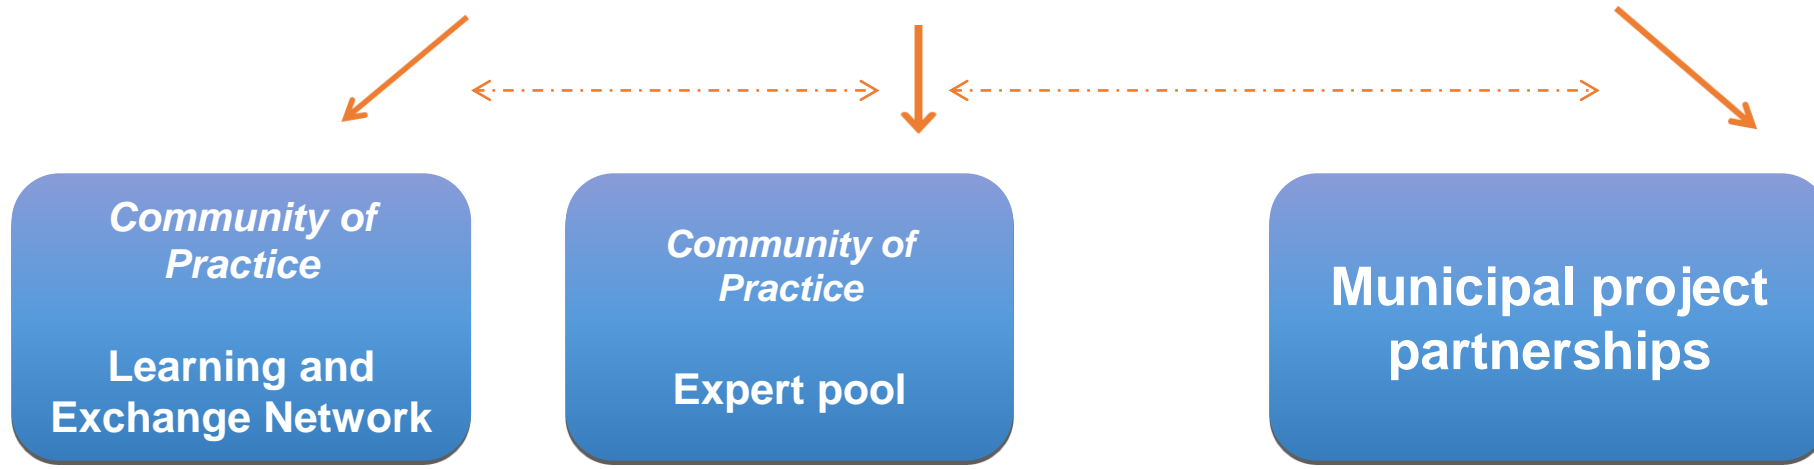 Community of
Practice
Learning and
Exchange Network
Community of
Practice
Expert pool
Municipal project
partnerships